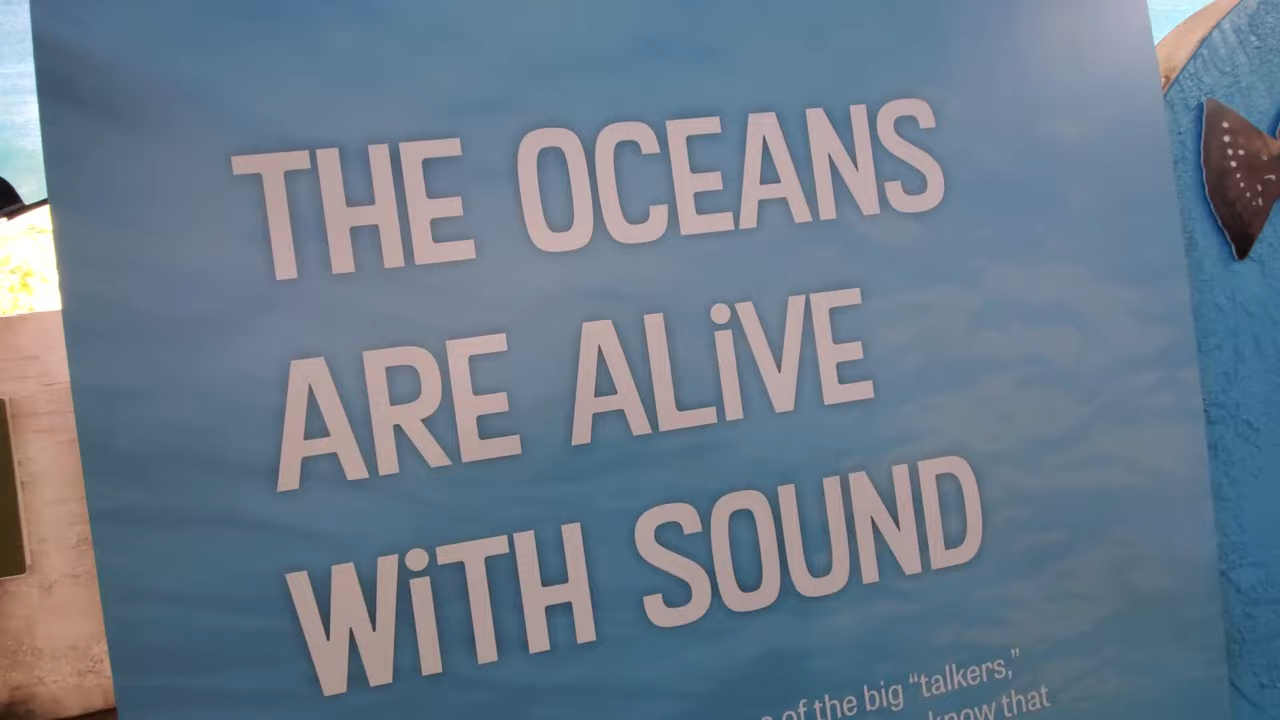 THE OCEANS
ARE ALiVE
WiTH SOUND
of the big “talkers,”
know that